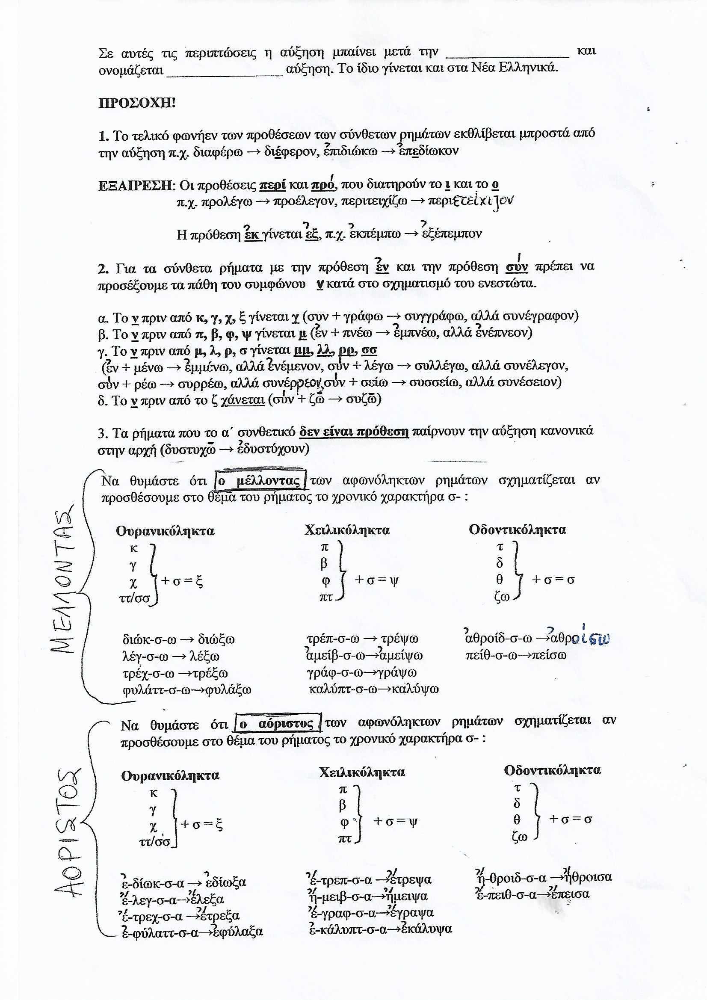 Σε αυτές τις περιπτώσεις η αύξηση μπαίνει μετά την ________________ και
ονομάζεται ________________ αύξηση. Το ίδιο γίνεται και στα Νέα Ελληνικά.
ΠΡΟΣΟΧΗ!
1. Το τελικό φωνήεν των προθέσεων των σύνθετων ρημάτων εκθλίβεται μπροστά από
την αύξηση π.χ. διαφέρω → διέφερον, ἐπιδιώκω → ἐπεδίωκον
ΕΞΑΙΡΕΣΗ: Οι προθέσεις περί και πρό, που διατηρούν το ι και το ο
π.χ. προλέγω → προέλεγον, περιτειχίζω → περιετείχιζον
Η πρόθεση ἐκ γίνεται ἐξ, π.χ. ἐκπέμπω → ἐξέπεμπον
2. Για τα σύνθετα ρήματα με την πρόθεση ἐν και την πρόθεση σύν πρέπει να
προσέξουμε τα πάθη του συμφώνου ν κατά στο σχηματισμό του ενεστώτα.
α. Το ν πριν από κ, γ, χ, ξ γίνεται χ (συν + γράφω → συγγράφω, αλλά συνέγραφον)
β. Το ν πριν από π, β, φ, ψ γίνεται μ (ἐν + πνέω → ἐμπνέω, αλλά ἐνέπνεον)
γ. Το ν πριν από μ, λ, ρ, σ γίνεται μμ, λλ, ρρ, σσ
(ἐν + μένω → ἐμμένω, αλλά ἐνέμενον, σύν + λέγω → συλλέγω, αλλά συνέλεγον,
σύν + ρέω → συρρέω, αλλά συνέρρεον, σύν + σείω → συσσείω, αλλά συνέσειον)
δ. Το ν πριν από το ζ χάνεται (σύν + ζῶ → συζῶ)
3. Τα ρήματα που το α΄ συνθετικό δεν είναι πρόθεση παίρνουν την αύξηση κανονικά
στην αρχή (δυστυχῶ → ἐδυστύχουν)
ΜΕΛΛΟΝΤΑΣ
Να θυμάστε ότι ο μέλλοντας των αφωνόληκτων ρημάτων σχηματίζεται αν
προσθέσουμε στο θέμα του ρήματος το χρονικό χαρακτήρα σ- :
Ουρανικόληκτα Χειλικόληκτα Οδοντικόληκτα
κ π τ
γ β δ
χ + σ = ξ φ + σ = ψ θ + σ = σ
ττ/σσ πτ ζω
διώκ-σ-ω → διώξω τρέπ-σ-ω → τρέψω ἀθροίδ-σ-ω →ἀθροίσω
λέγ-σ-ω → λέξω ἀμείβ-σ-ω→ἀμείψω πείθ-σ-ω→πείσω
τρέχ-σ-ω →τρέξω γράφ-σ-ω→γράψω
φυλάττ-σ-ω→φυλάξω καλύπτ-σ-ω→καλύψω
ΑΟΡΙΣΤΟΣ
Να θυμάστε ότι ο αόριστος των αφωνόληκτων ρημάτων σχηματίζεται αν
προσθέσουμε στο θέμα του ρήματος το χρονικό χαρακτήρα σ- :
Ουρανικόληκτα Χειλικόληκτα Οδοντικόληκτα
κ π τ
γ β δ
χ + σ = ξ φ + σ = ψ θ + σ = σ
ττ/σσ πτ ζω
ἐ-δίωκ-σ-α → ἐδίωξα ἔ-τρεπ-σ-α →ἔτρεψα ἤ-θροιδ-σ-α →ἤθροισα
ἔ-λεγ-σ-α→ἔλεξα ἤ-μειβ-σ-α→ἤμειψα ἔ-πειθ-σ-α→ἔπεισα
ἔ-τρεχ-σ-α →ἔτρεξα ἔ-γραφ-σ-α→ἔγραψα
ἐ-φύλαττ-σ-α→ἐφύλαξα ἐ-κάλυπτ-σ-α→ἐκάλυψα